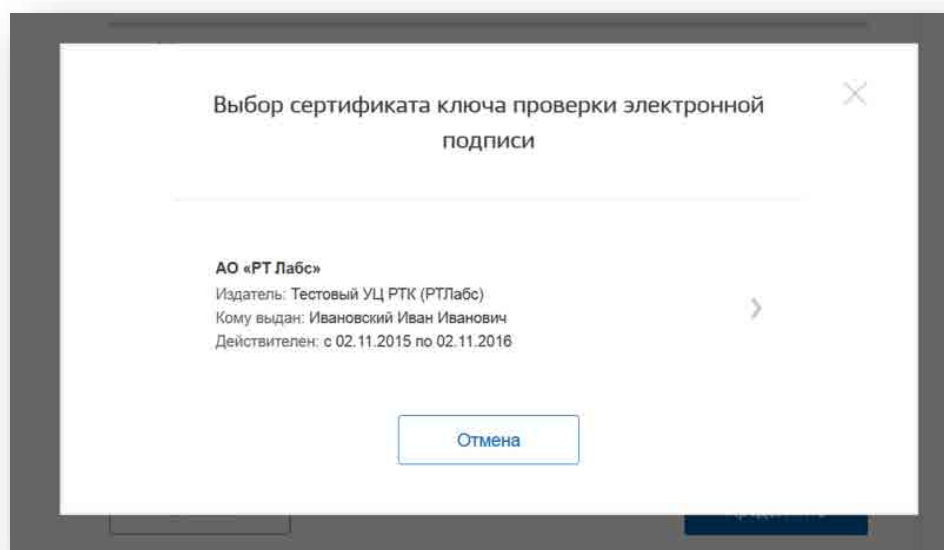 Выбор сертификата ключа проверки электронной
подписи
АО «РТ Лабс»
Издатель: Тестовый УЦ РТК (РТЛабс)
Кому выдан: Ивановский Иван Иванович
Действителен: с 02.11.2015 по 02.11.2016
Отмена